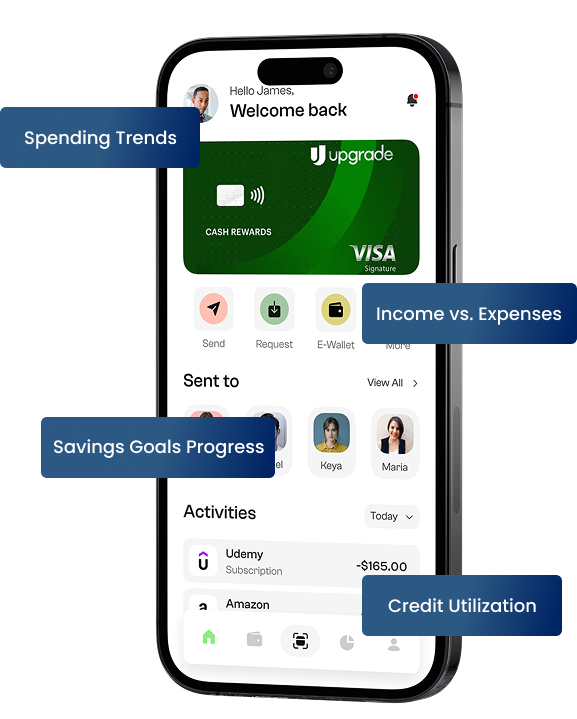 Hello James,
Welcome back
Spending Trends
upgrade
CASH REWARDS
VISA
Signature
Income vs. Expenses
Send
Request
E-Wallet
More
Sent to
View All
Savings Goals Progress
Keya
Maria
Activities
Today
Udemy
Subscription
-$165.00
Amazon
Credit Utilization